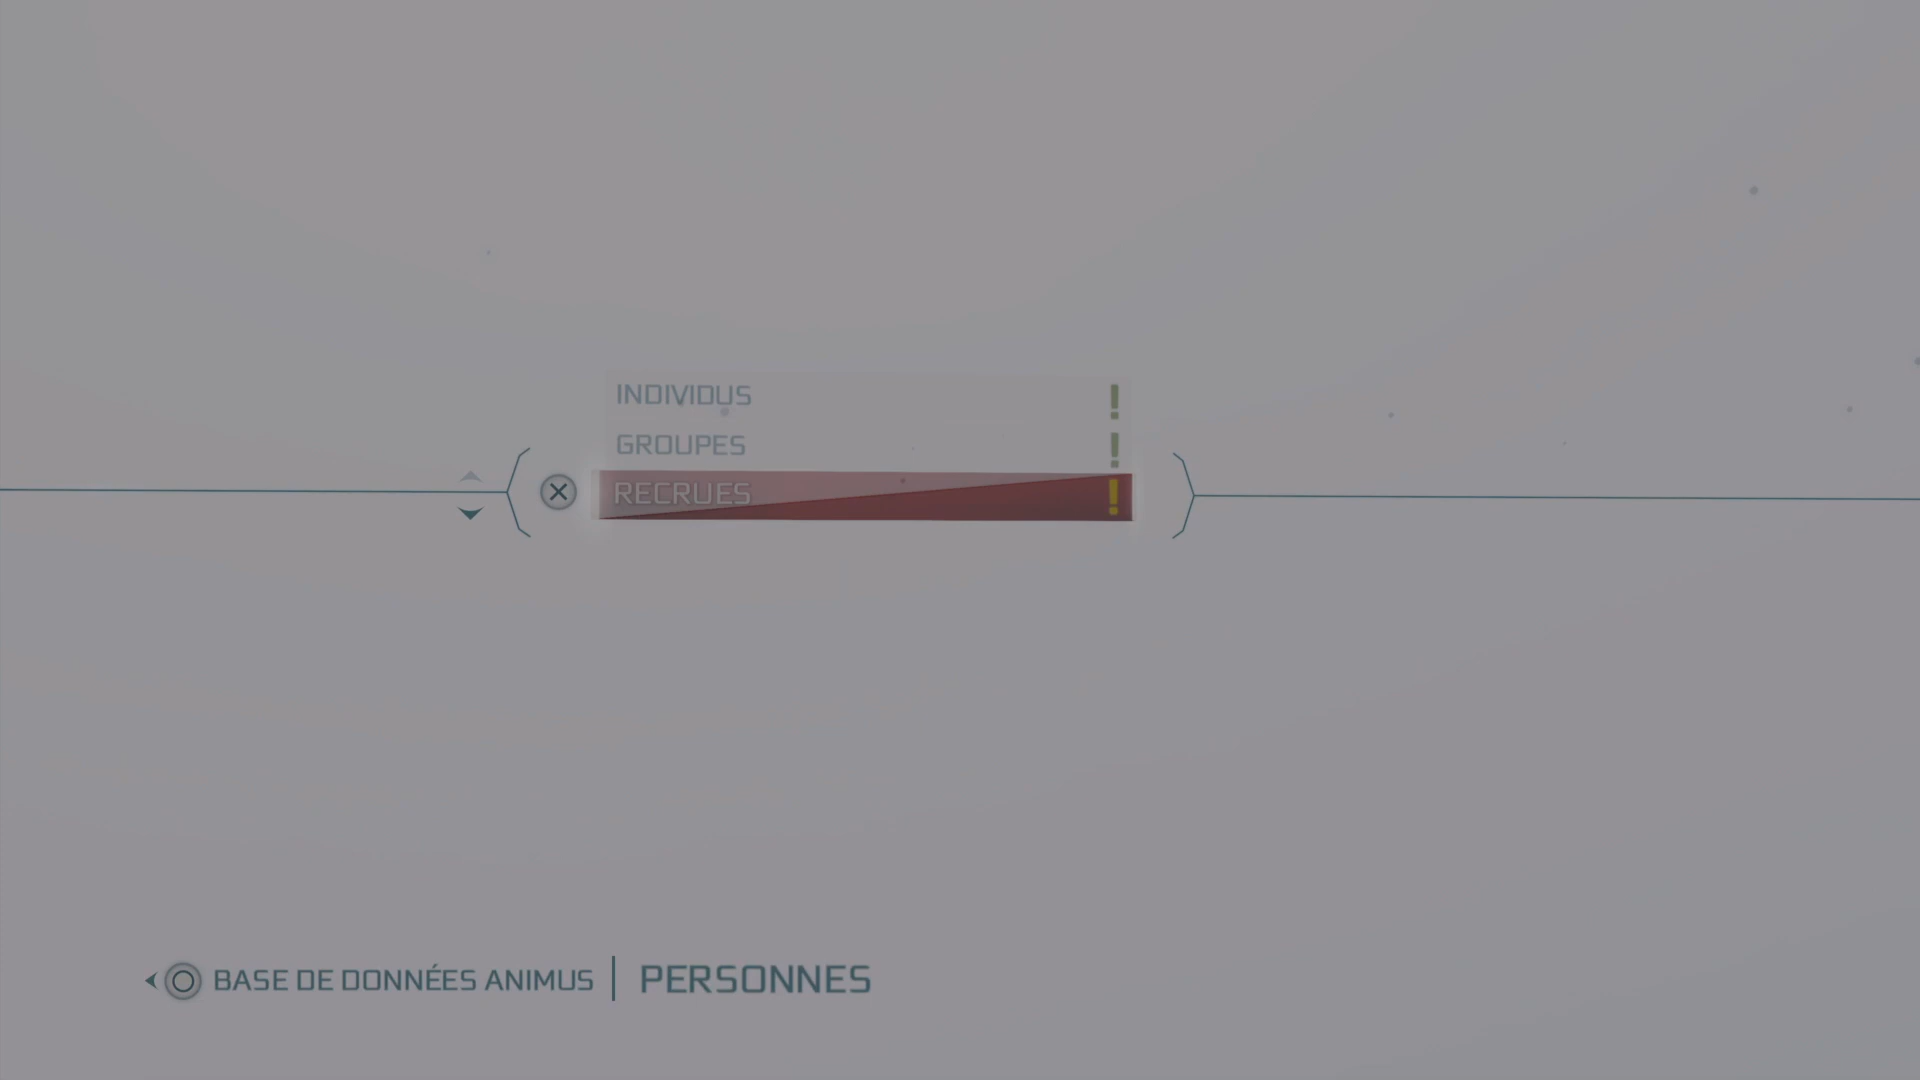 INDIVIDUS !
GROUPES !
RECRUES !
BASE DE DONNÉES ANIMUS | PERSONNES